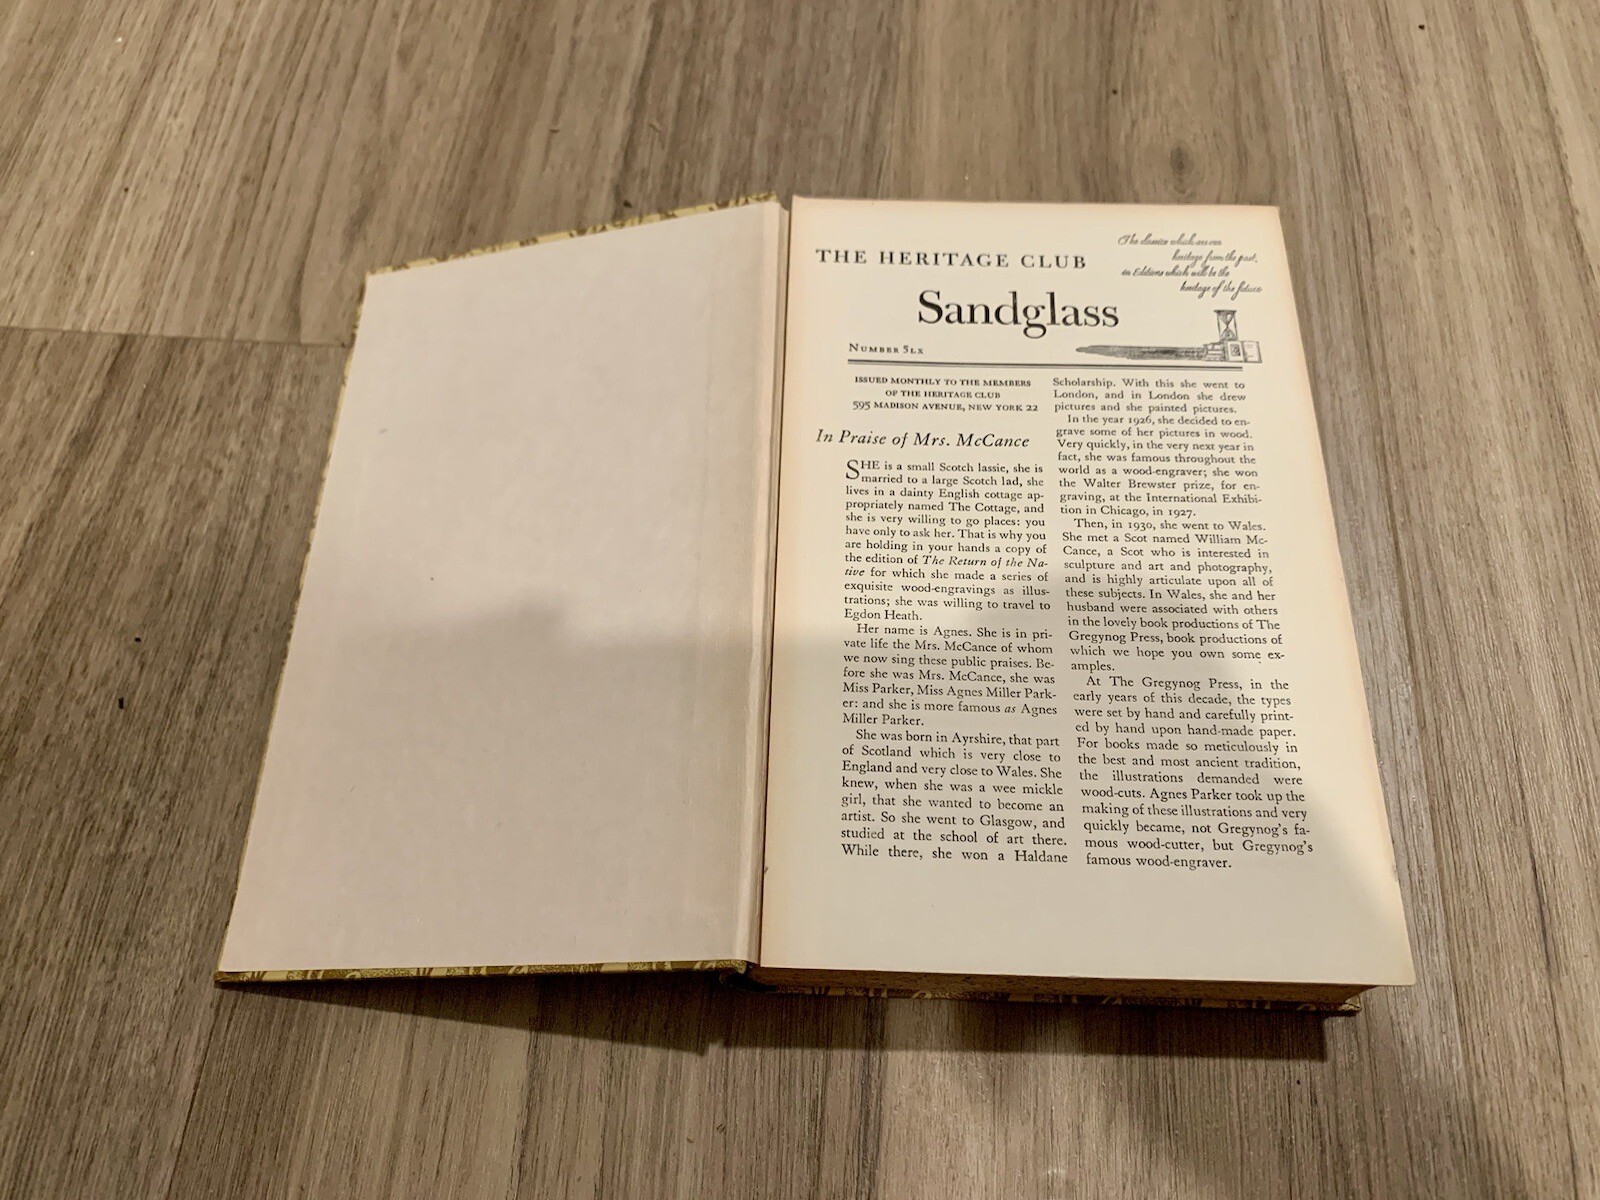 THE HERITAGE CLUB
The classics which are our
heritage from the past,
in Editions which will be the
heritage of the future
Sandglass
NUMBER 5LX
ISSUED MONTHLY TO THE MEMBERS
OF THE HERITAGE CLUB
595 MADISON AVENUE, NEW YORK 22
In Praise of Mrs. McCance
SHE is a small Scotch lassie, she is
married to a large Scotch lad, she
lives in a dainty English cottage ap-
propriately named The Cottage, and
she is very willing to go places: you
have only to ask her. That is why you
are holding in your hands a copy of
the edition of The Return of the Na-
tive for which she made a series of
exquisite wood-engravings as illus-
trations; she was willing to travel to
Egdon Heath.
Her name is Agnes. She is in pri-
vate life the Mrs. McCance of whom
we now sing these public praises. Be-
fore she was Mrs. McCance, she was
Miss Parker, Miss Agnes Miller Park-
er: and she is more famous as Agnes
Miller Parker.
She was born in Ayrshire, that part
of Scotland which is very close to
England and very close to Wales. She
knew, when she was a wee mickle
girl, that she wanted to become an
artist. So she went to Glasgow, and
studied at the school of art there.
While there, she won a Haldane
Scholarship. With this she went to
London, and in London she drew
pictures and she painted pictures.
In the year 1926, she decided to en-
grave some of her pictures in wood.
Very quickly, in the very next year in
fact, she was famous throughout the
world as a wood-engraver; she won
the Walter Brewster prize, for en-
graving, at the International Exhibi-
tion in Chicago, in 1927.
Then, in 1930, she went to Wales.
She met a Scot named William Mc-
Cance, a Scot who is interested in
sculpture and art and photography,
and is highly articulate upon all of
these subjects. In Wales, she and her
husband were associated with others
in the lovely book productions of The
Gregynog Press, book productions of
which we hope you own some ex-
amples.
At The Gregynog Press, in the
early years of this decade, the types
were set by hand and carefully print-
ed by hand upon hand-made paper.
For books made so meticulously in
the best and most ancient tradition,
the illustrations demanded were
wood-cuts. Agnes Parker took up the
making of these illustrations and very
quickly became, not Gregynog's fa-
mous wood-cutter, but Gregynog's
famous wood-engraver.